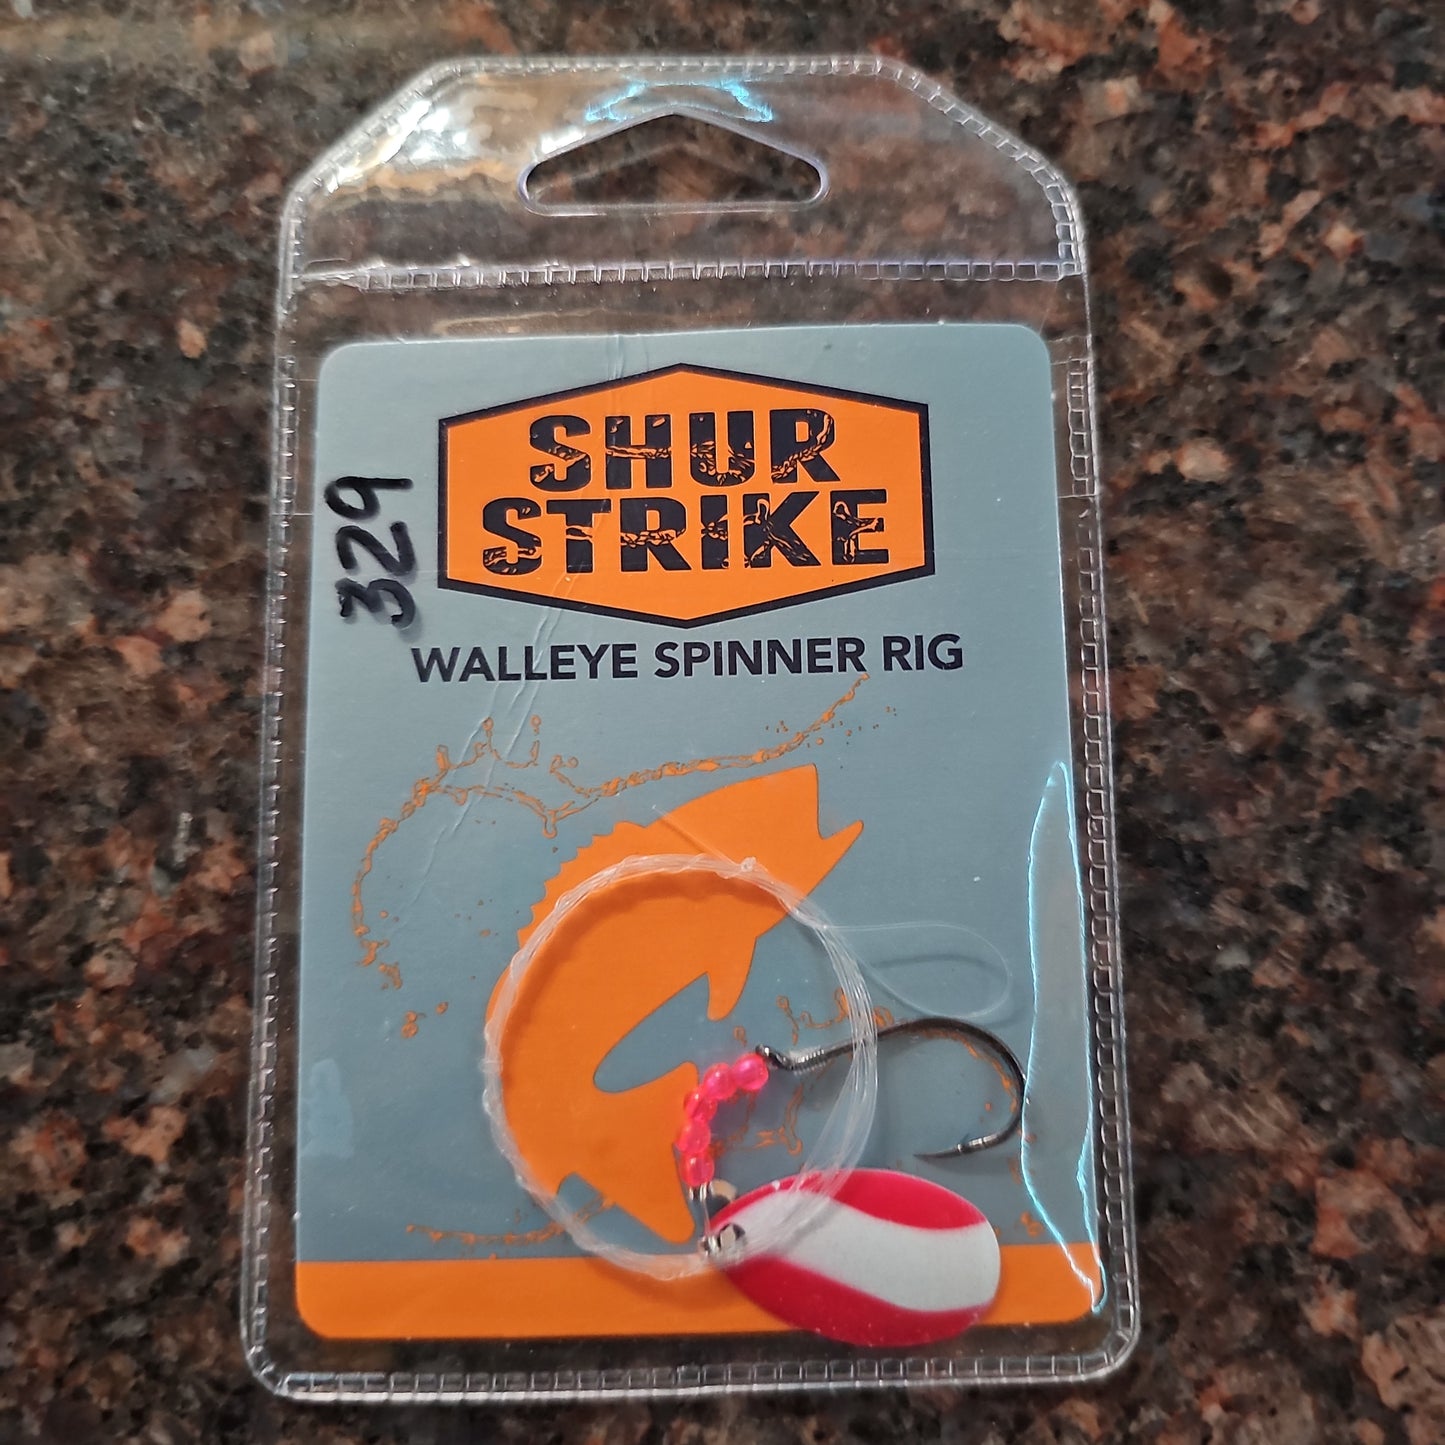 SHUR
STRIKE
329
WALLEYE SPINNER RIG